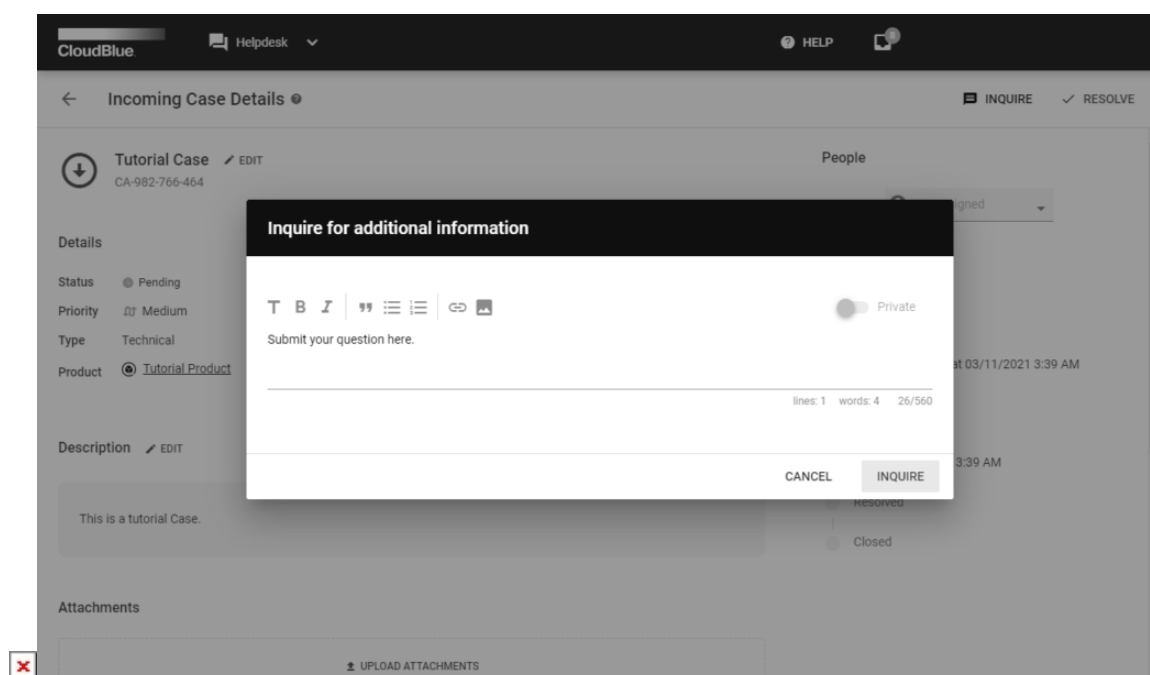 CloudBlue
Helpdesk
HELP
Incoming Case Details
INQUIRE
RESOLVE
Tutorial Case
EDIT
CA-982-766-464
People
Inquire for additional information
Details
Status
Pending
Priority
Medium
Type
Technical
Product
Tutorial Product
T B I
Private
Submit your question here.
lines: 1 words: 4 26/560
at 03/11/2021 3:39 AM
Description
EDIT
CANCEL
INQUIRE
3:39 AM
This is a tutorial Case.
Resolved
Closed
Attachments
UPLOAD ATTACHMENTS